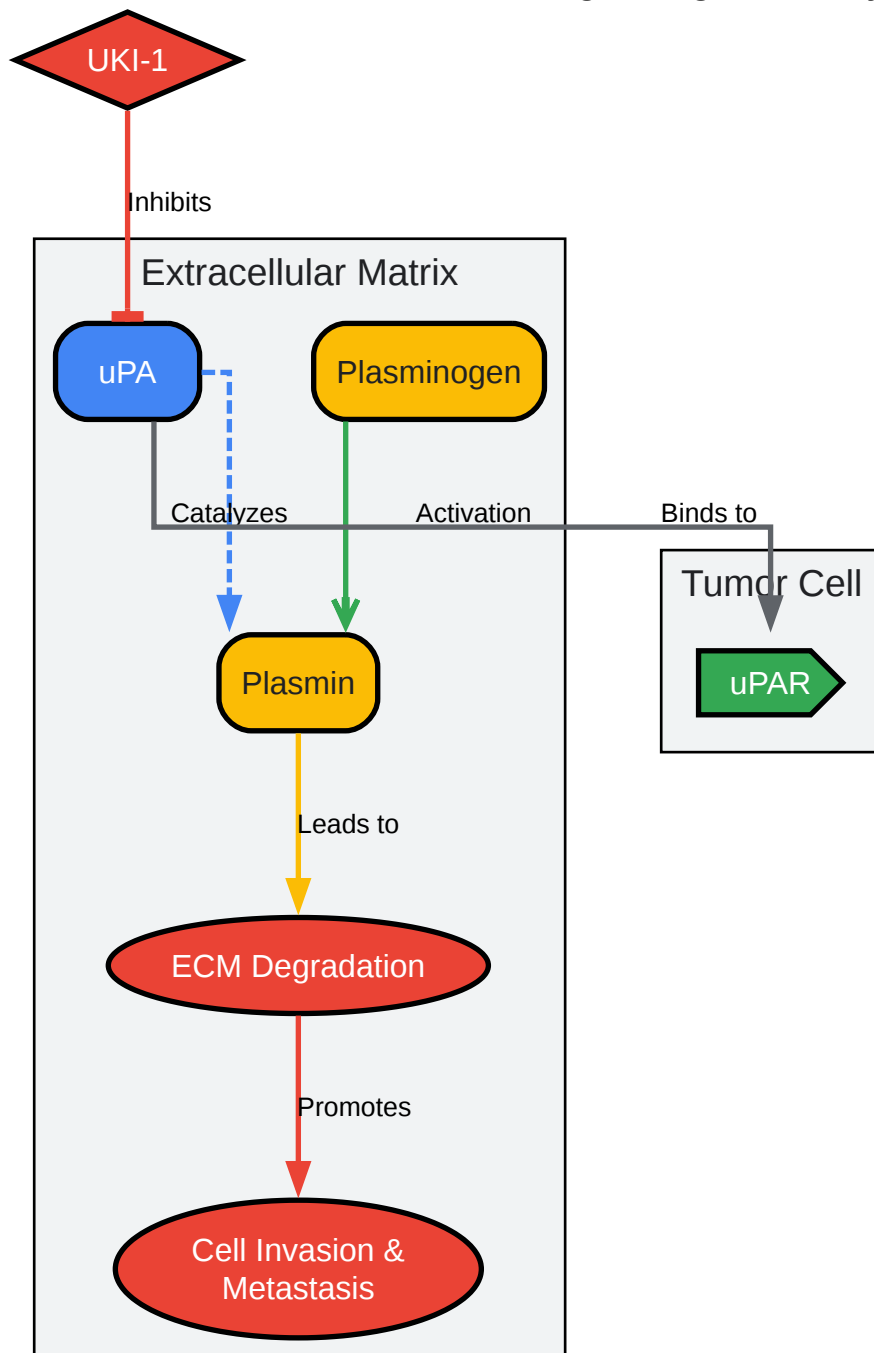 UKI-1
Inhibits
Extracellular Matrix
uPA
Plasminogen
Catalyzes
Activation
Binds to
Tumor Cell
Plasmin
uPAR
Leads to
ECM Degradation
Promotes
Cell Invasion &
Metastasis